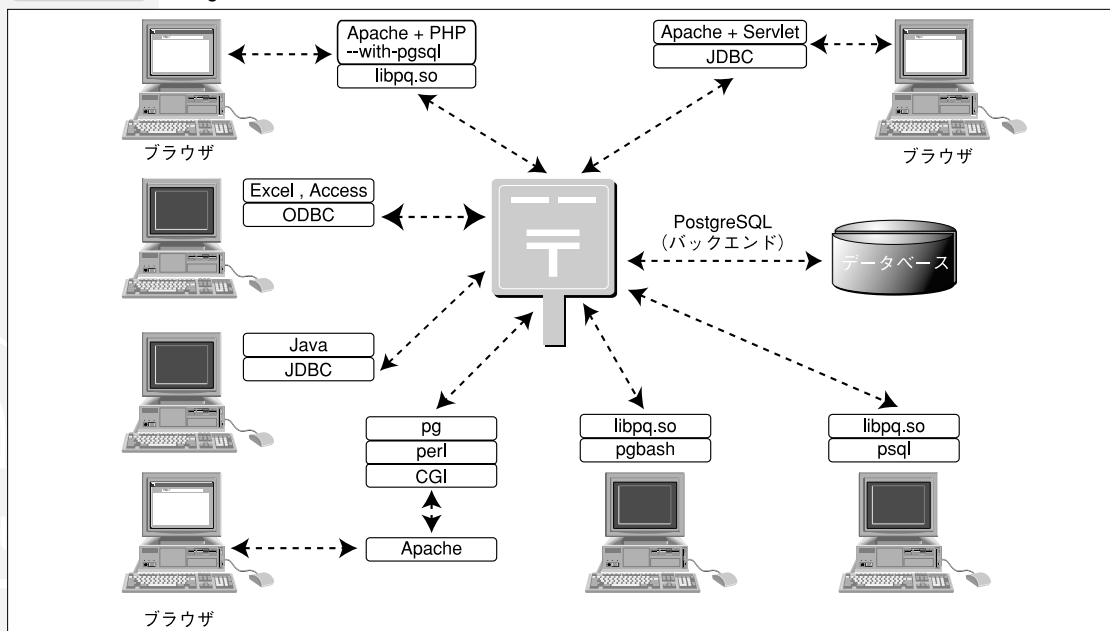 Apache + PHP
--with-pgsql
libpq.so
Apache + Servlet
JDBC
ブラウザ
ブラウザ
Excel , Access
ODBC
PostgreSQL
(バックエンド)
データベース
〒
Java
JDBC
pg
perl
CGI
Apache
libpq.so
pgbash
libpq.so
psql
ブラウザ